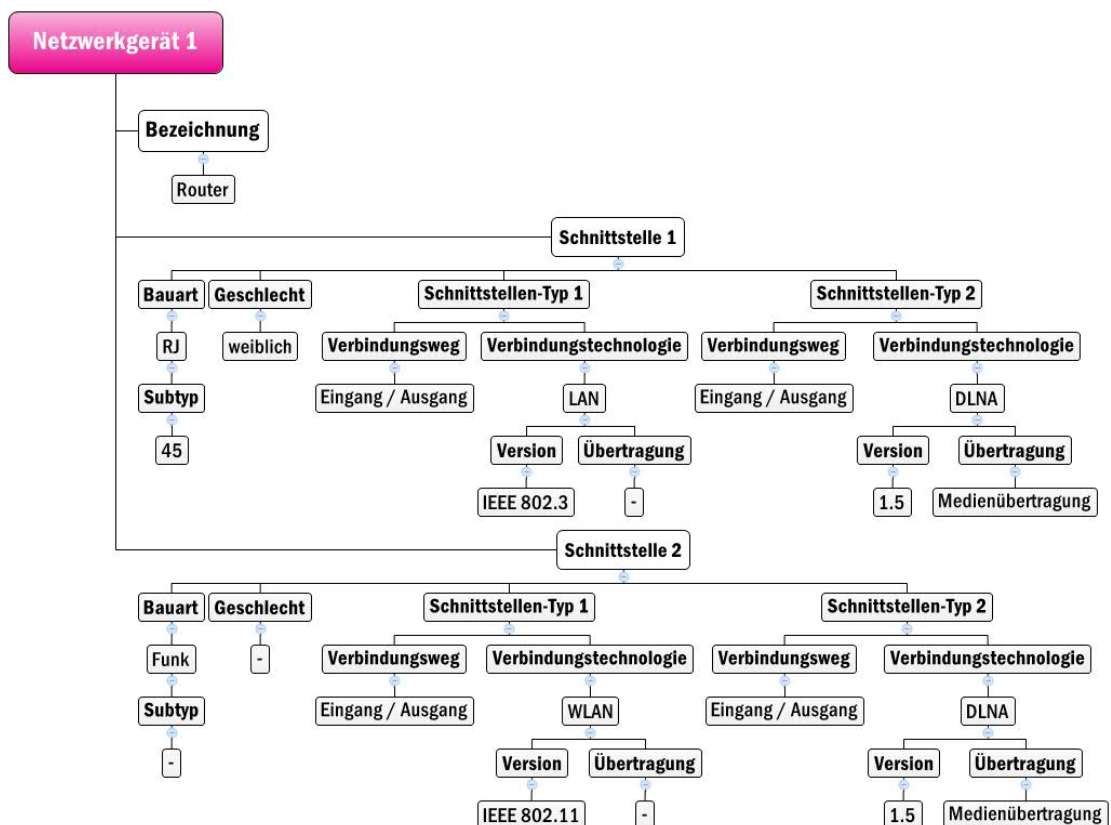 Netzwerkgerät 1
Bezeichnung
Router
Schnittstelle 1
Bauart Geschlecht Schnittstellen-Typ 1 Schnittstellen-Typ 2
RJ weiblich Verbindungsweg Verbindungstechnologie Verbindungsweg Verbindungstechnologie
Subtyp Eingang / Ausgang LAN Eingang / Ausgang DLNA
45 Version Übertragung Version Übertragung
IEEE 802.3 - 1.5 Medienübertragung
Schnittstelle 2
Bauart Geschlecht Schnittstellen-Typ 1 Schnittstellen-Typ 2
Funk - Verbindungsweg Verbindungstechnologie Verbindungsweg Verbindungstechnologie
Subtyp Eingang / Ausgang WLAN Eingang / Ausgang DLNA
- Version Übertragung Version Übertragung
IEEE 802.11 - 1.5 Medienübertragung